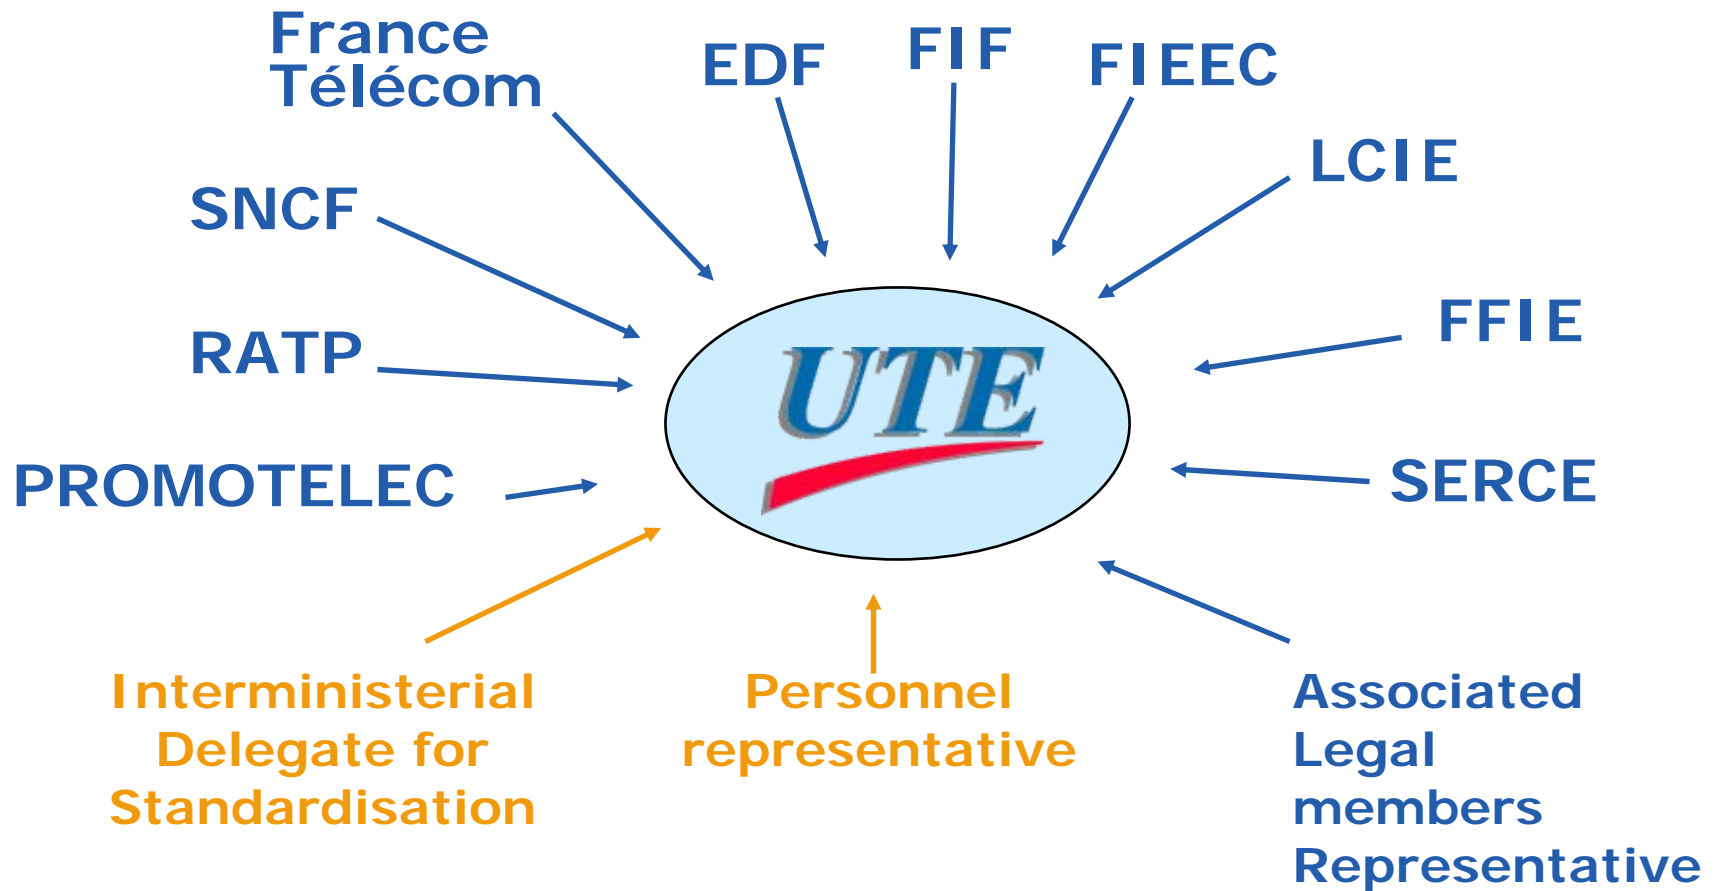 France
Télécom
EDF
FIF
FIEEC
LCIE
SNCF
FFIE
RATP
UTE
PROMOTELEC
SERCE
Interministerial
Delegate for
Standardisation
Personnel
representative
Associated
Legal
members
Representative